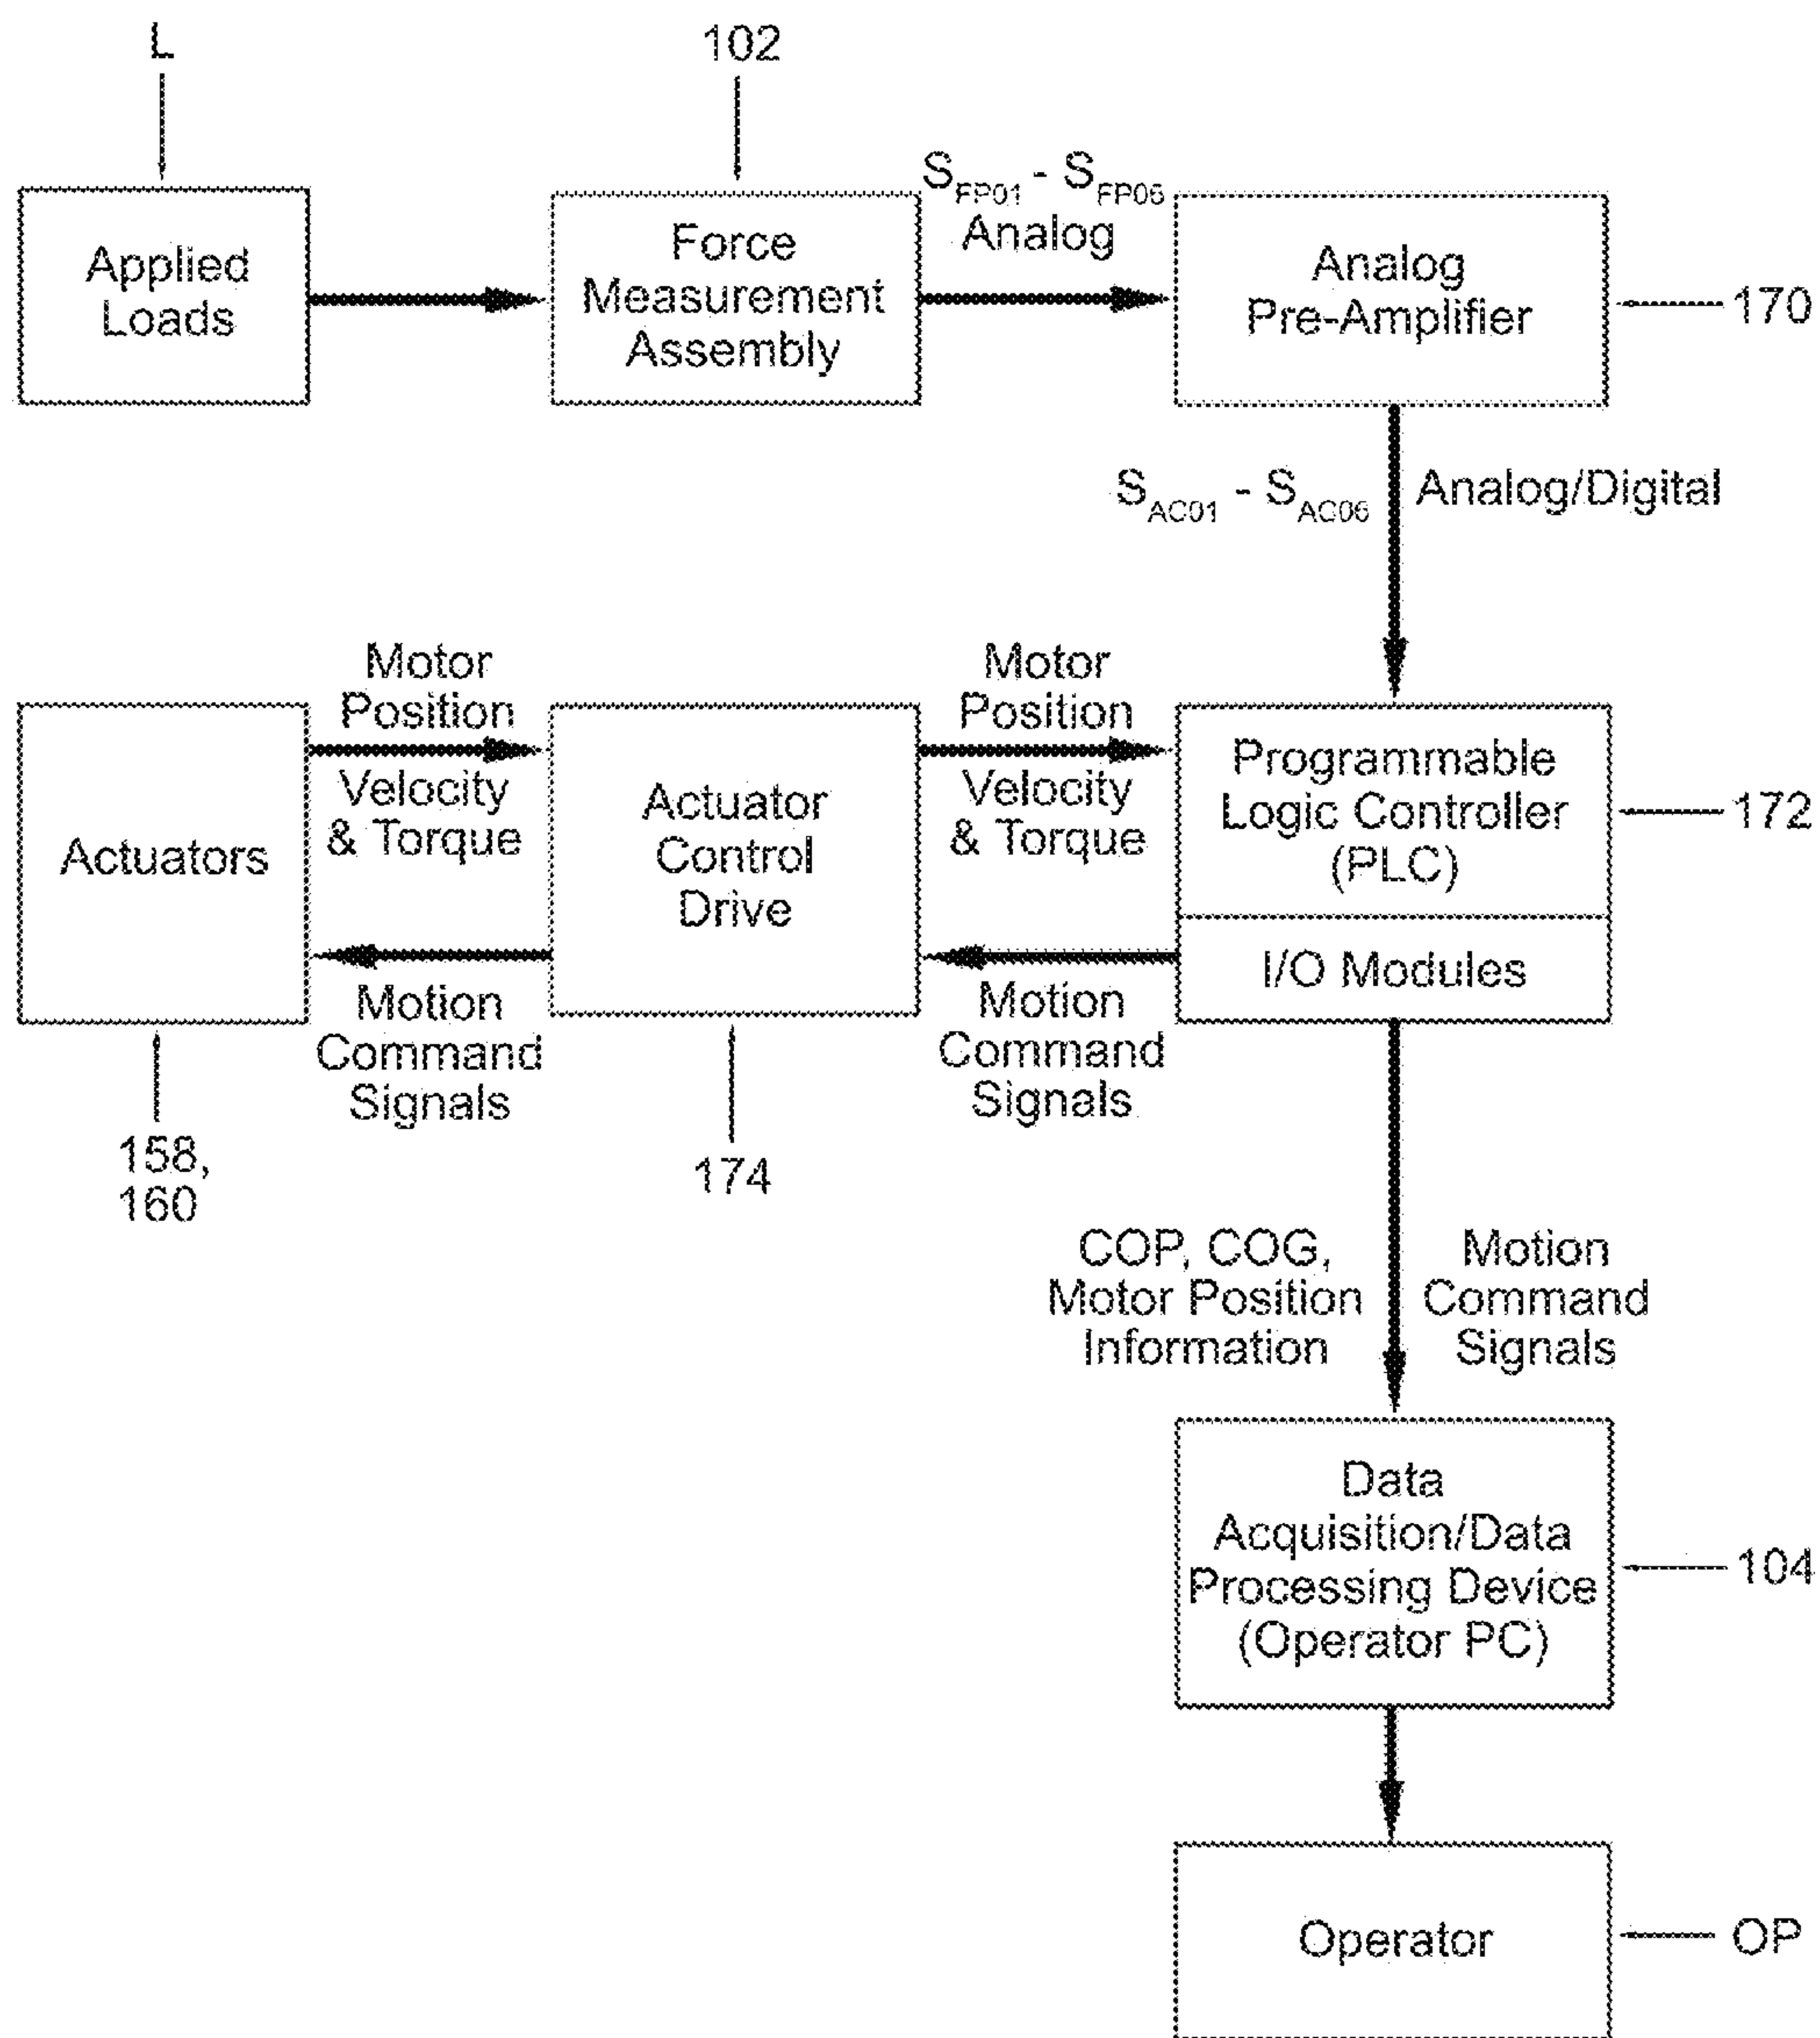 L
102
Applied
Loads
Force
Measurement
Assembly
S_FP01 - S_FP06
Analog
Analog
Pre-Amplifier
170
S_AC01 - S_AC06
Analog/Digital
Actuators
Motor
Position
Velocity
& Torque
Motion
Command
Signals
158,
160
Actuator
Control
Drive
174
Motor
Position
Velocity
& Torque
Motion
Command
Signals
Programmable
Logic Controller
(PLC)
I/O Modules
172
COP, COG,
Motor Position
Information
Motion
Command
Signals
Data
Acquisition/Data
Processing Device
(Operator PC)
104
Operator
OP